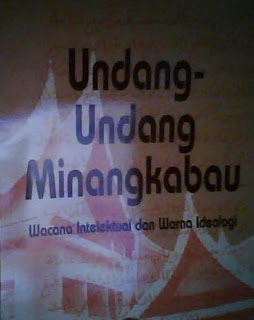 Undang-
Undang
Minangkabau
Wacana Intelektual dan Warna Ideologi